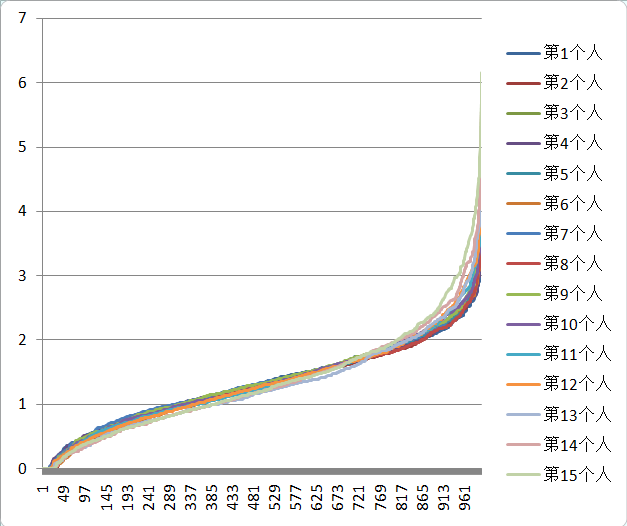 7
6
5
4
3
2
1
0
1 49 97 145 193 241 289 337 385 433 481 529 577 625 673 721 769 817 865 913 961
第1个人
第2个人
第3个人
第4个人
第5个人
第6个人
第7个人
第8个人
第9个人
第10个人
第11个人
第12个人
第13个人
第14个人
第15个人